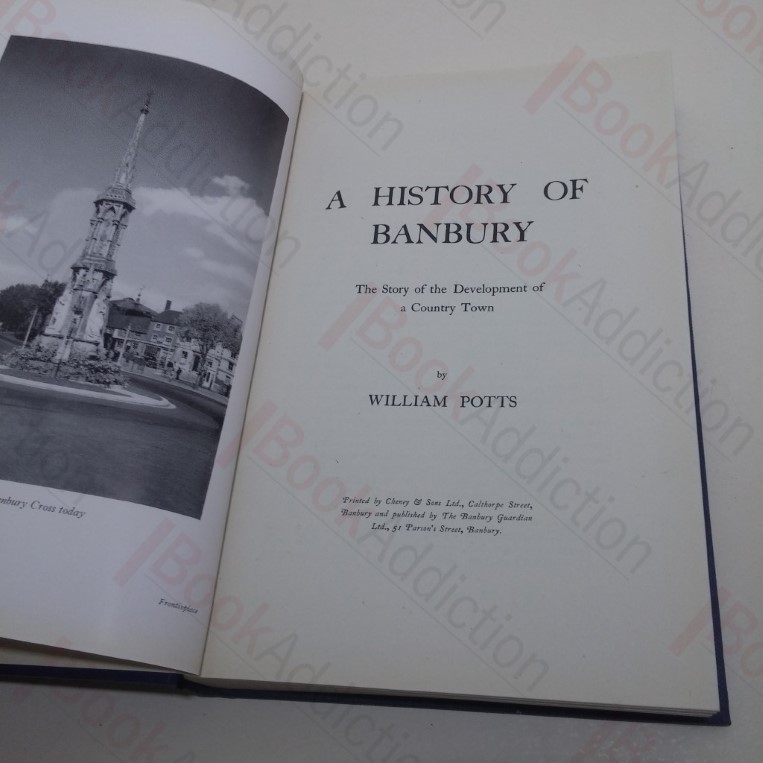 nbury Cross today
Frontispiece
A HISTORY OF
BANBURY
The Story of the Development of
a Country Town
by
WILLIAM POTTS
Printed by Cheney & Sons Ltd., Calthorpe Street,
Banbury and published by The Banbury Guardian
Ltd., 51 Parson's Street, Banbury.
BookAddiction